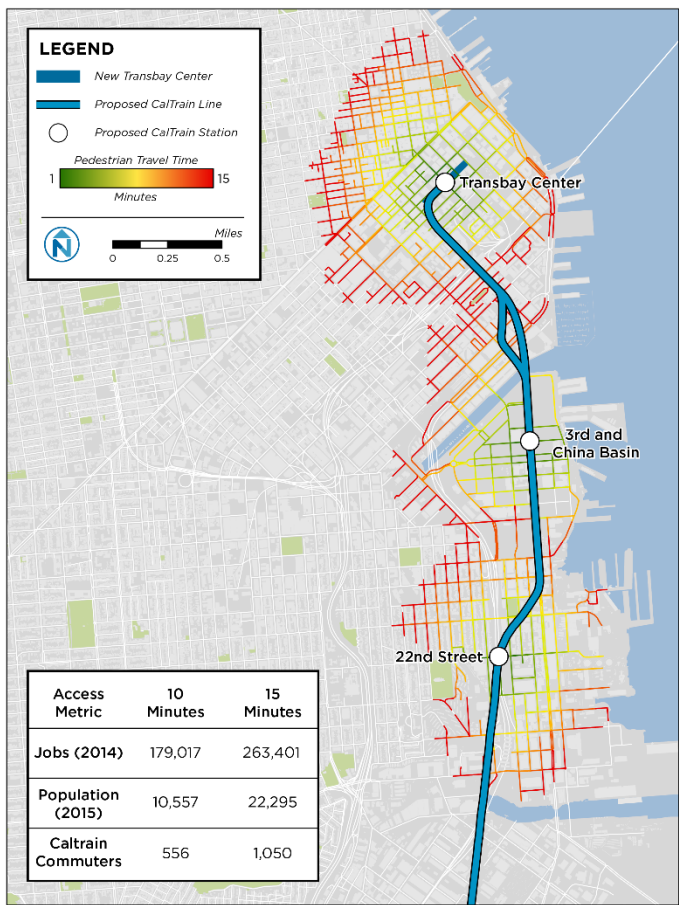 LEGEND
New Transbay Center
Proposed CalTrain Line
Proposed CalTrain Station
Pedestrian Travel Time
1 15
Minutes
N
Miles
0 0.25 0.5
Transbay Center
3rd and
China Basin
22nd Street
Access
Metric
10
Minutes
15
Minutes
Jobs (2014) 179,017 263,401
Population
(2015)
10,557 22,295
Caltrain
Commuters
556 1,050